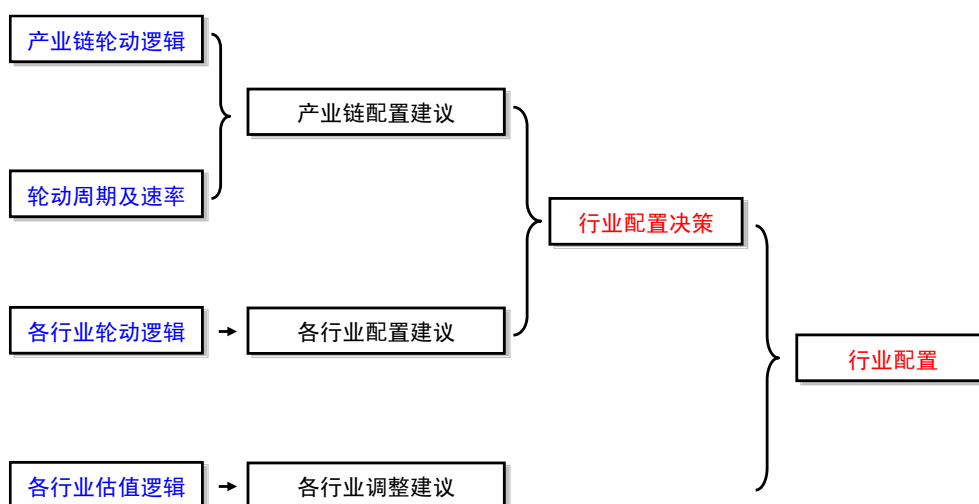 产业链轮动逻辑
产业链配置建议
轮动周期及速率
行业配置决策
各行业轮动逻辑
各行业配置建议
行业配置
各行业估值逻辑
各行业调整建议